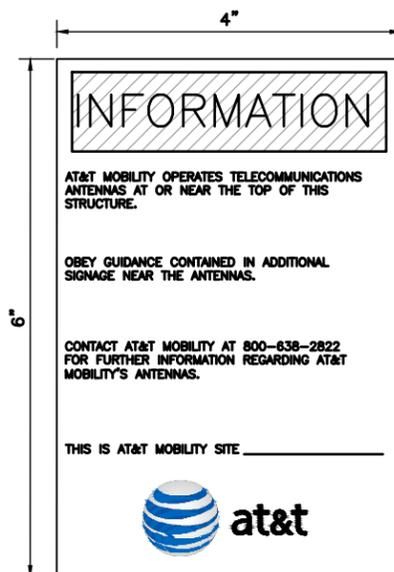 4"
INFORMATION
AT&T MOBILITY OPERATES TELECOMMUNICATIONS
ANTENNAS AT OR NEAR THE TOP OF THIS
STRUCTURE.
OBEY GUIDANCE CONTAINED IN ADDITIONAL
SIGNAGE NEAR THE ANTENNAS.
6"
CONTACT AT&T MOBILITY AT 800-638-2822
FOR FURTHER INFORMATION REGARDING AT&T
MOBILITY'S ANTENNAS.
THIS IS AT&T MOBILITY SITE
at&t